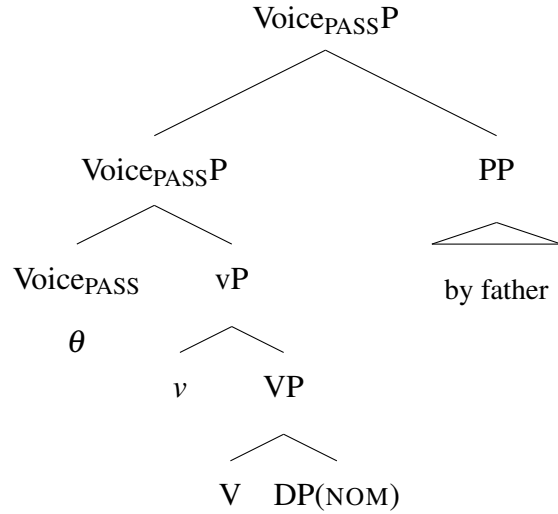 VoicePASSP
VoicePASSP PP
VoicePASS vP by father
θ
v VP
V DP(NOM)